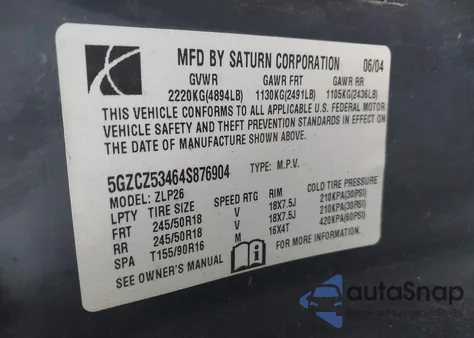 MFD BY SATURN CORPORATION 06/04
GVWR GAWR FRT GAWR RR
2220KG(4894LB) 1130KG(2491LB) 1105KG(2436LB)
THIS VEHICLE CONFORMS TO ALL APPLICABLE U.S. FEDERAL MOTOR
VEHICLE SAFETY AND THEFT PREVENTION STANDARDS IN EFFECT ON THE
DATE OF MANUFACTURE SHOWN ABOVE.
5GZCZ53464S876904 TYPE: M.P.V.
MODEL: ZLP26
LPTY TIRE SIZE SPEED RTG RIM COLD TIRE PRESSURE
FRT 245/50R18 V 18X7.5J 210KPA(30PSI)
RR 245/50R18 V 18X7.5J 210KPA(30PSI)
SPA T155/90R16 M 16X4T 420KPA(60PSI)
SEE OWNER'S MANUAL FOR MORE INFORMATION.
autoSnap